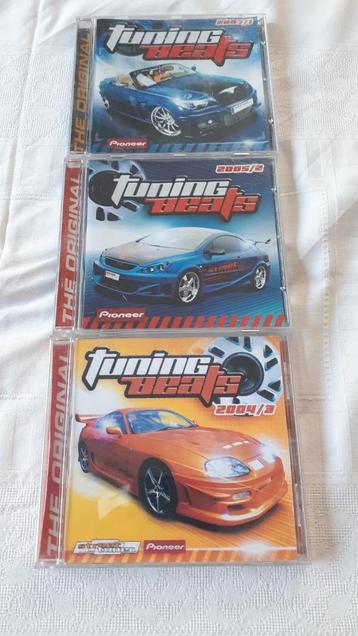 THE ORIGINAL
tuning
beats
Pioneer
THE ORIGINAL
2005/2
tuning
beats
Pioneer
THE ORIGINAL
tuning
beats
2004/3
Pioneer